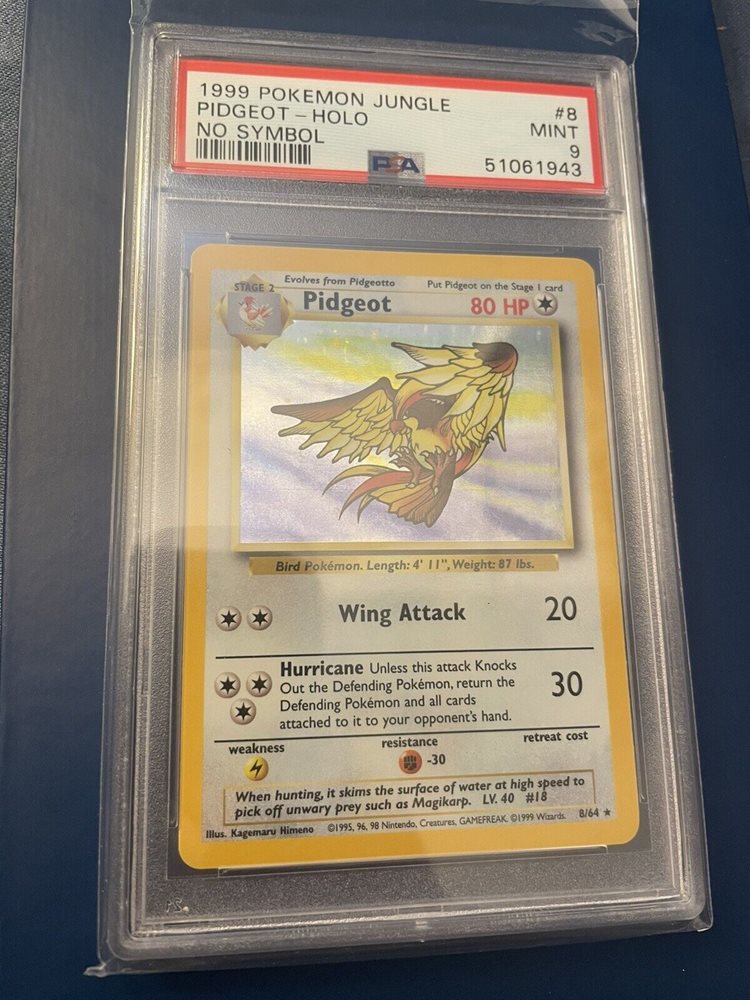 1999 POKEMON JUNGLE #8
PIDGEOT – HOLO MINT
NO SYMBOL 9
PSA 51061943
STAGE 2 Evolves from Pidgeotto Put Pidgeot on the Stage 1 card
Pidgeot 80 HP
Bird Pokémon. Length: 4' 11", Weight: 87 lbs.
Wing Attack 20
Hurricane Unless this attack Knocks
Out the Defending Pokémon, return the
Defending Pokémon and all cards
attached to it to your opponent's hand.
30
weakness resistance retreat cost
-30
When hunting, it skims the surface of water at high speed to
pick off unwary prey such as Magikarp. LV. 40 #18
Illus. Kagemaru Himeno ©1995, 96, 98 Nintendo, Creatures, GAMEFREAK. ©1999 Wizards. 8/64 ★